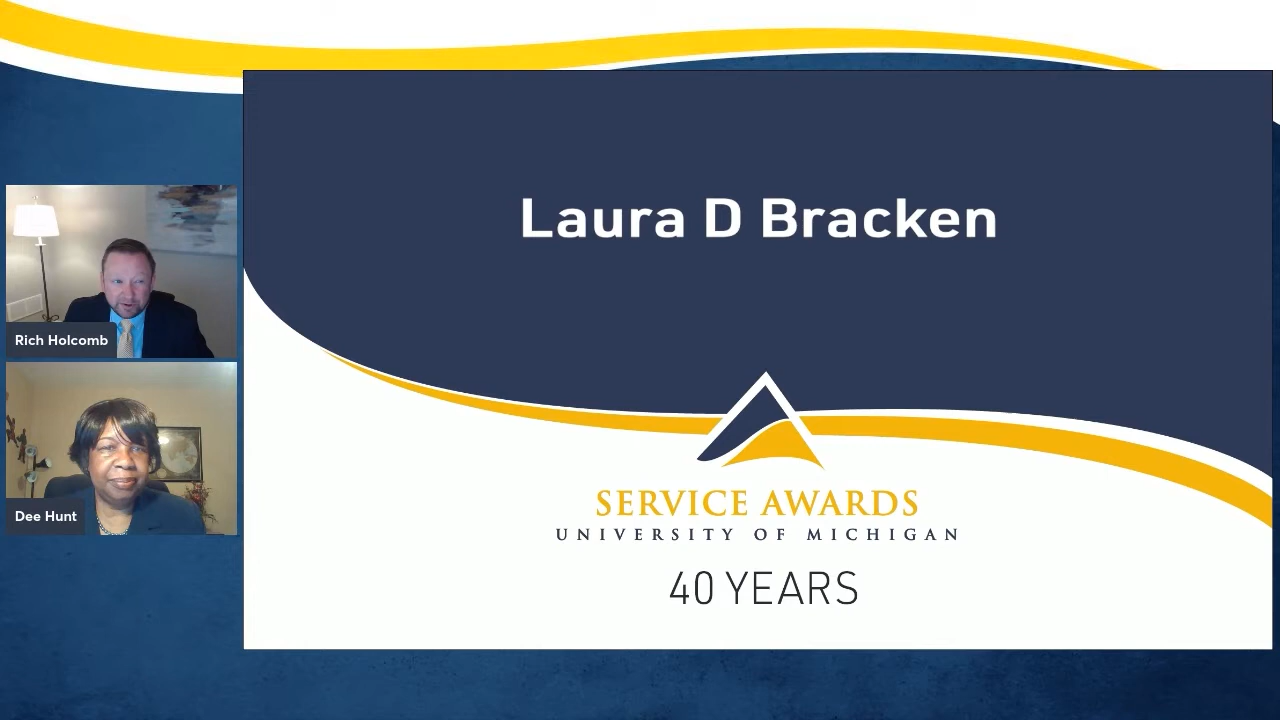 Laura D Bracken
Rich Holcomb
Dee Hunt
SERVICE AWARDS
UNIVERSITY OF MICHIGAN
40 YEARS